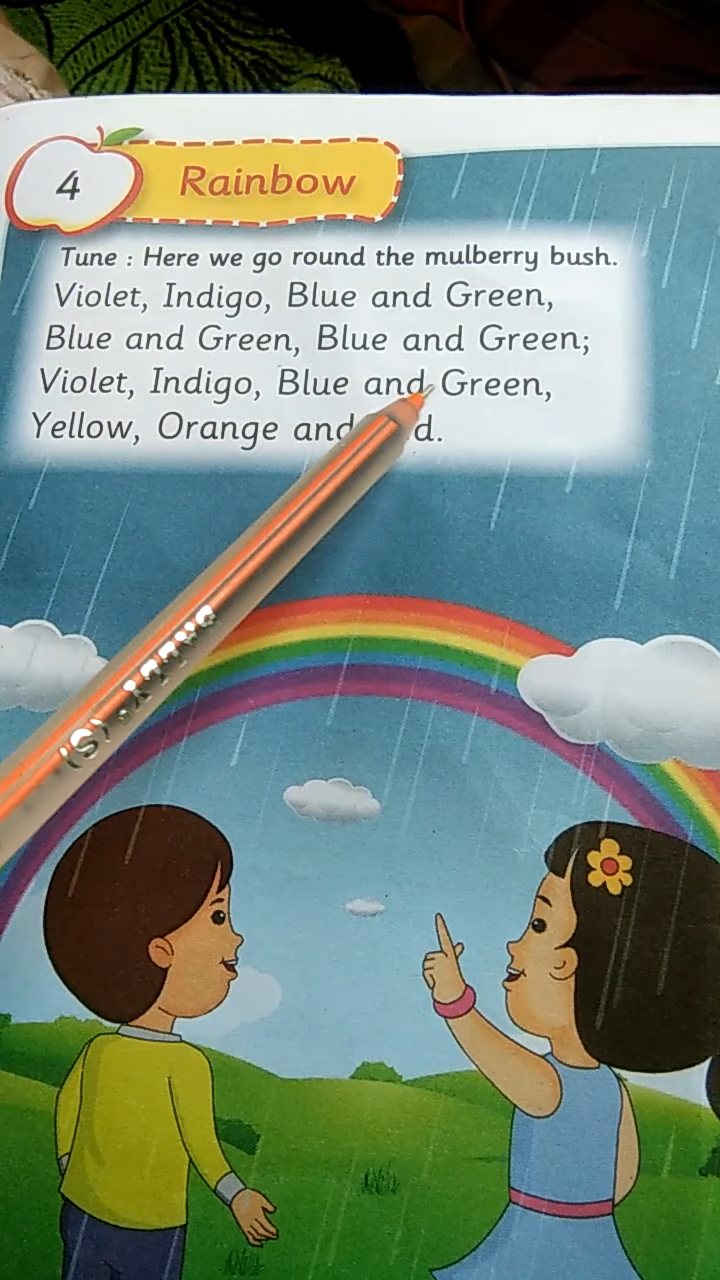 4
Rainbow
Tune : Here we go round the mulberry bush.
Violet, Indigo, Blue and Green,
Blue and Green, Blue and Green;
Violet, Indigo, Blue and Green,
Yellow, Orange and d.